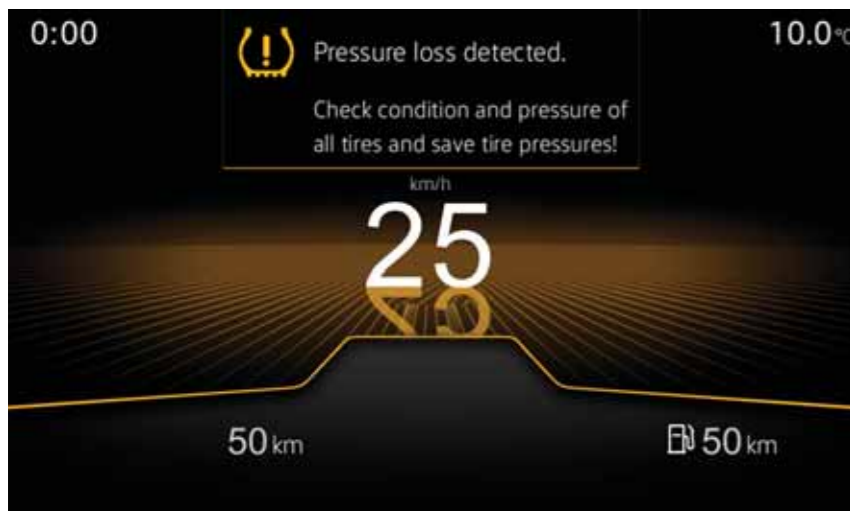 0:00
10.0°C
Pressure loss detected.
Check condition and pressure of
all tires and save tire pressures!
km/h
25
50 km
50 km